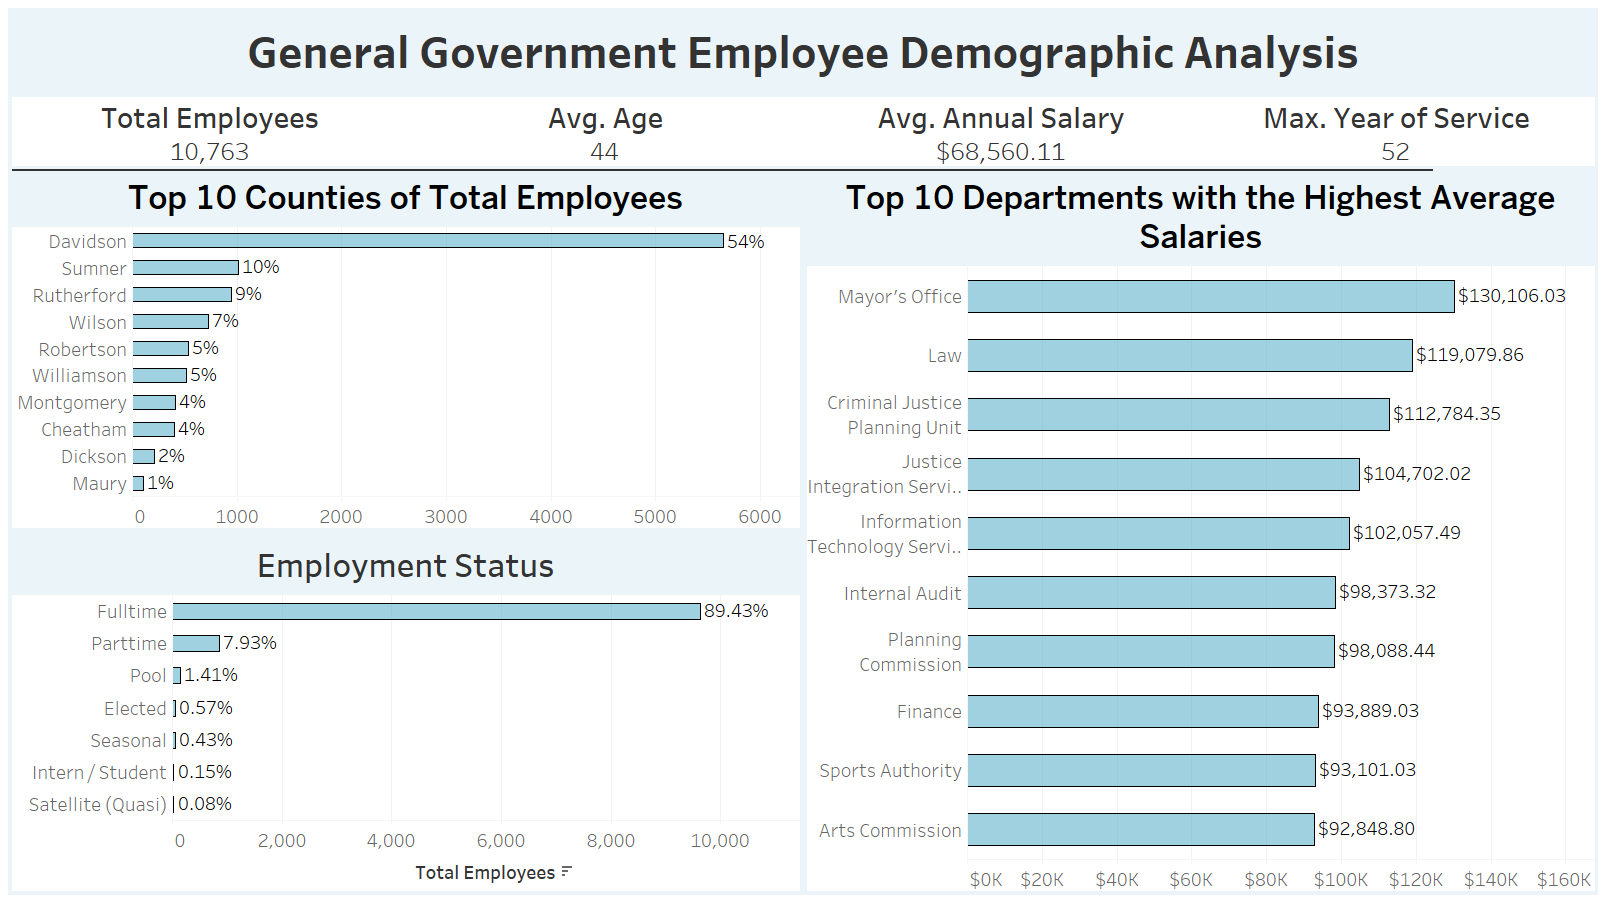 General Government Employee Demographic Analysis
Total Employees
10,763
Avg. Age
44
Avg. Annual Salary
$68,560.11
Max. Year of Service
52
Top 10 Counties of Total Employees
Davidson 54%
Sumner 10%
Rutherford 9%
Wilson 7%
Robertson 5%
Williamson 5%
Montgomery 4%
Cheatham 4%
Dickson 2%
Maury 1%
0 1000 2000 3000 4000 5000 6000
Employment Status
Fulltime 89.43%
Parttime 7.93%
Pool 1.41%
Elected 0.57%
Seasonal 0.43%
Intern / Student 0.15%
Satellite (Quasi) 0.08%
0 2,000 4,000 6,000 8,000 10,000
Total Employees
Top 10 Departments with the Highest Average
Salaries
Mayor's Office $130,106.03
Law $119,079.86
Criminal Justice
Planning Unit $112,784.35
Justice
Integration Servi.. $104,702.02
Information
Technology Servi.. $102,057.49
Internal Audit $98,373.32
Planning
Commission $98,088.44
Finance $93,889.03
Sports Authority $93,101.03
Arts Commission $92,848.80
$0K $20K $40K $60K $80K $100K $120K $140K $160K